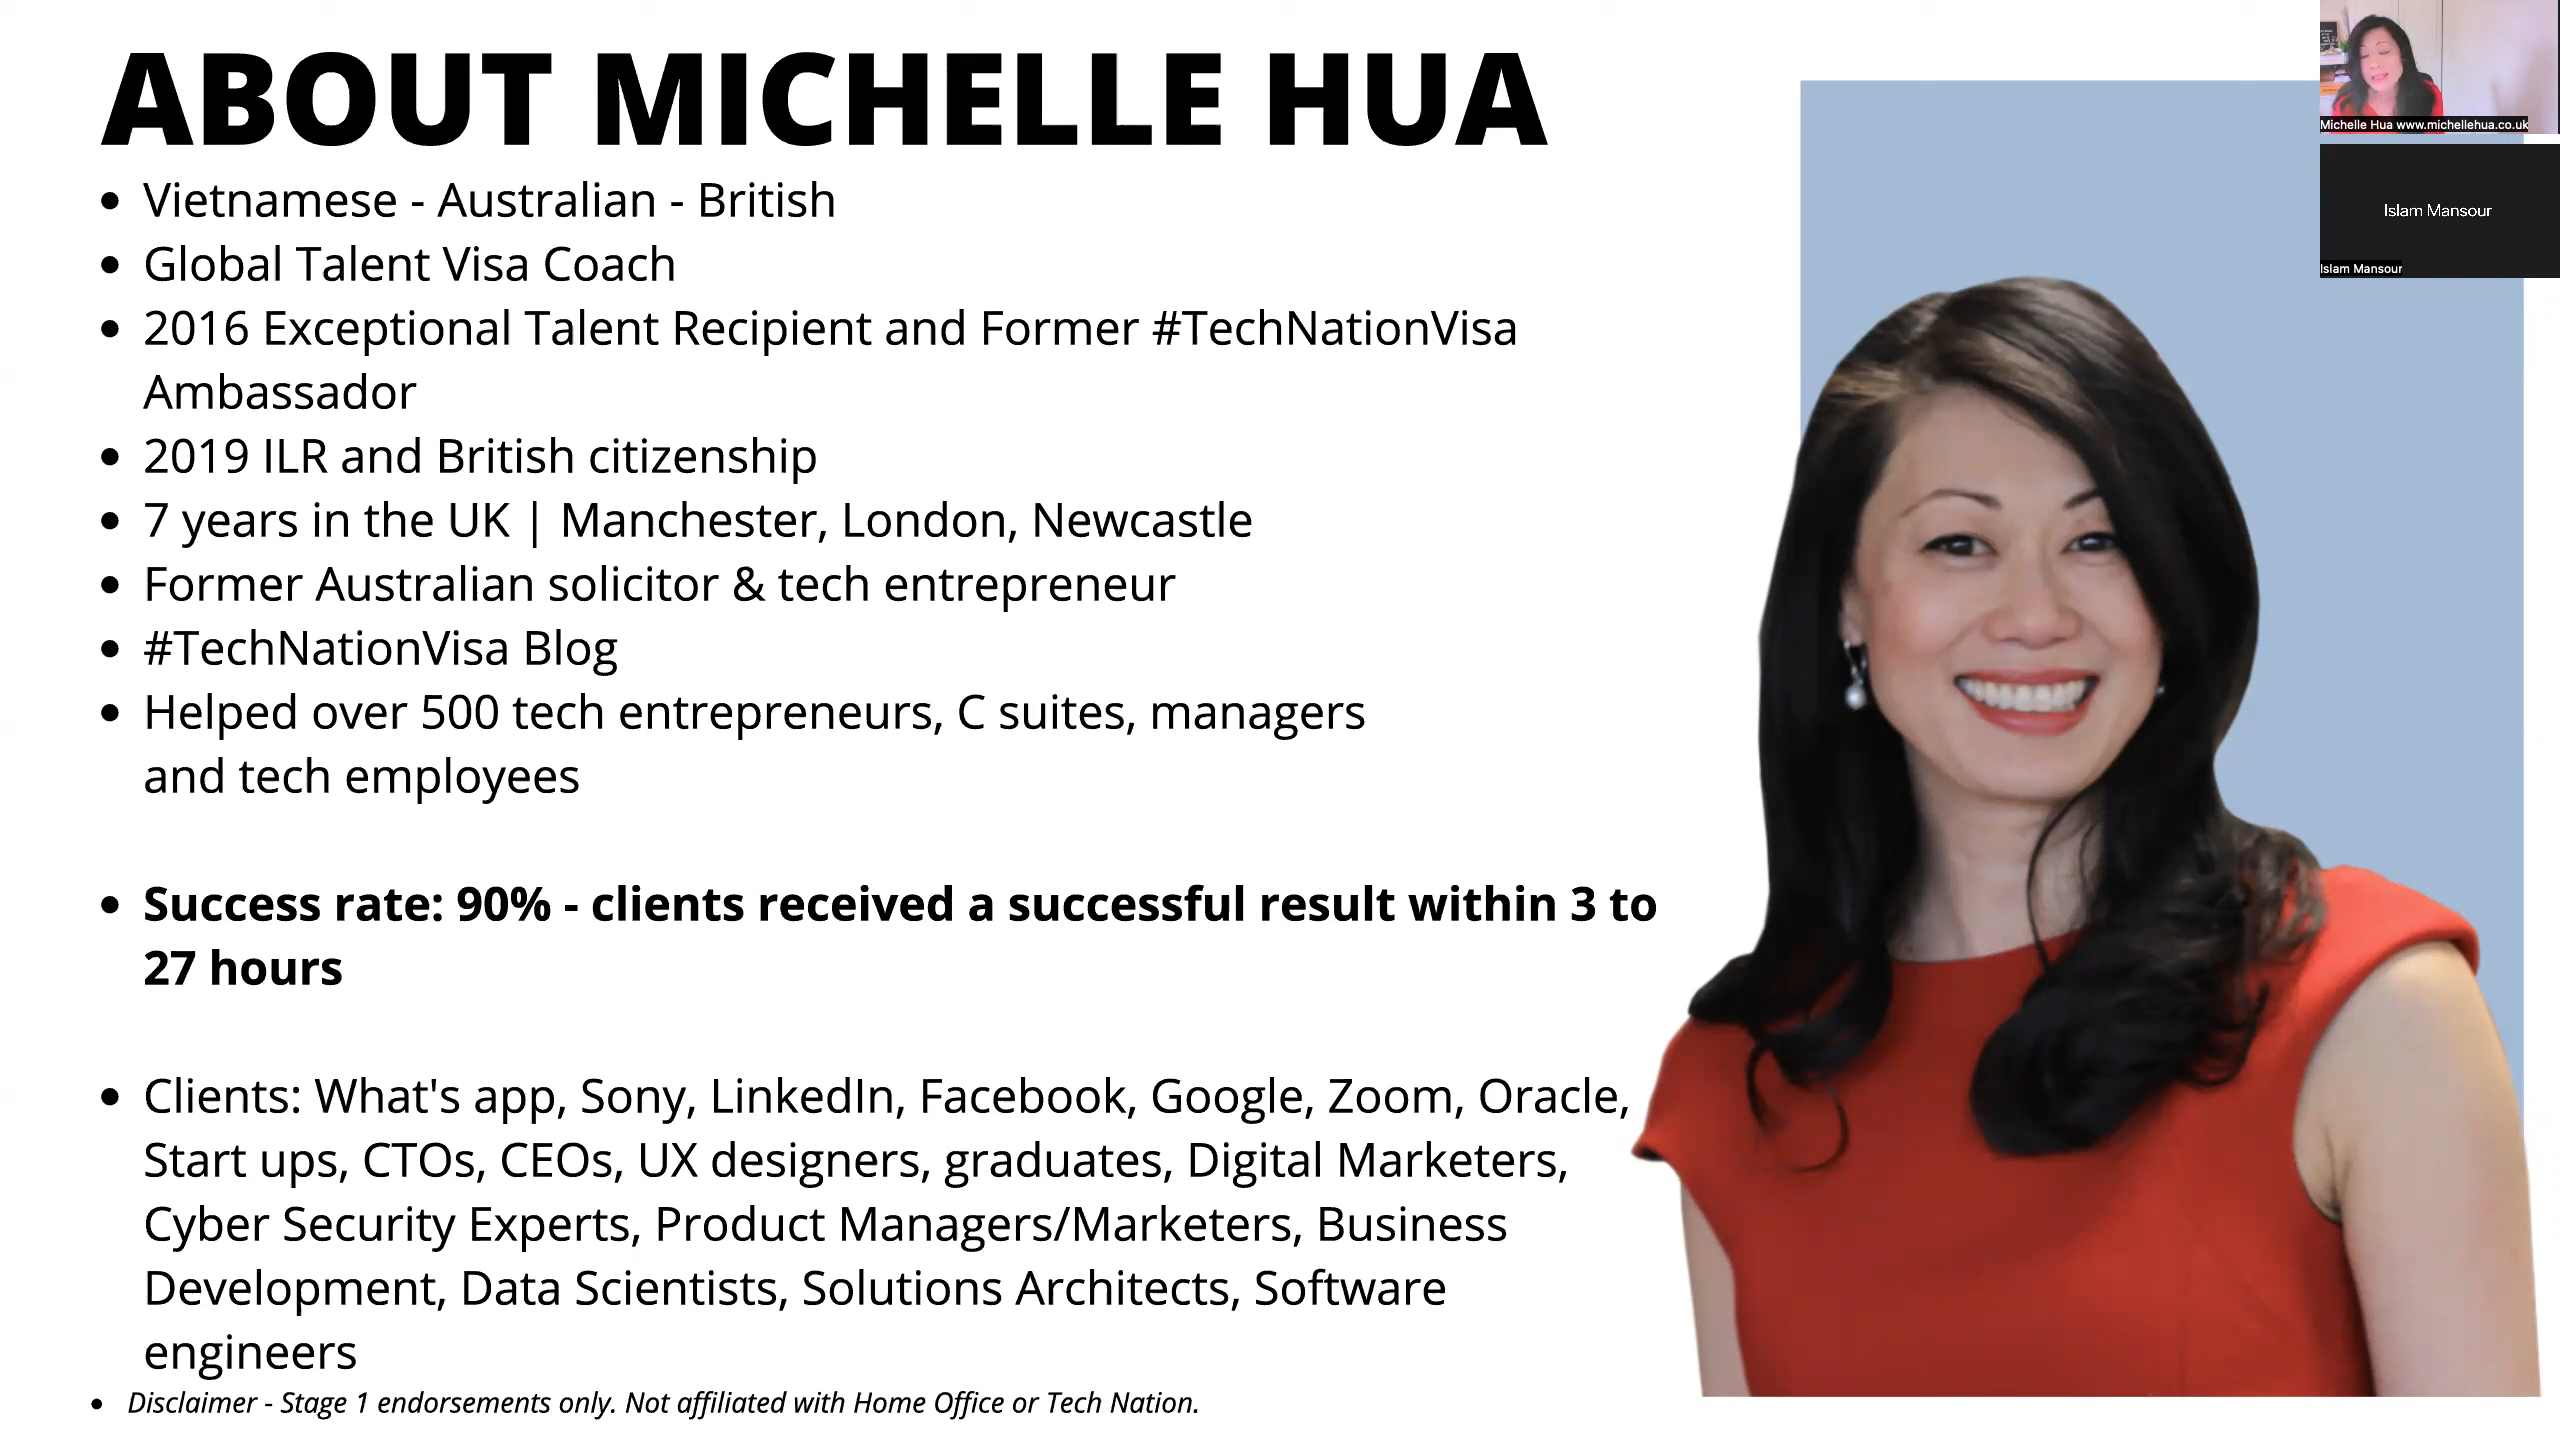 ABOUT MICHELLE HUA
Vietnamese - Australian - British
Global Talent Visa Coach
2016 Exceptional Talent Recipient and Former #TechNationVisa
Ambassador
2019 ILR and British citizenship
7 years in the UK | Manchester, London, Newcastle
Former Australian solicitor & tech entrepreneur
#TechNationVisa Blog
Helped over 500 tech entrepreneurs, C suites, managers
and tech employees
Success rate: 90% - clients received a successful result within 3 to
27 hours
Clients: What's app, Sony, LinkedIn, Facebook, Google, Zoom, Oracle,
Start ups, CTOs, CEOs, UX designers, graduates, Digital Marketers,
Cyber Security Experts, Product Managers/Marketers, Business
Development, Data Scientists, Solutions Architects, Software
engineers
Disclaimer - Stage 1 endorsements only. Not affiliated with Home Office or Tech Nation.
Michelle Hua www.michellehua.co.uk
Islam Mansour
Islam Mansour